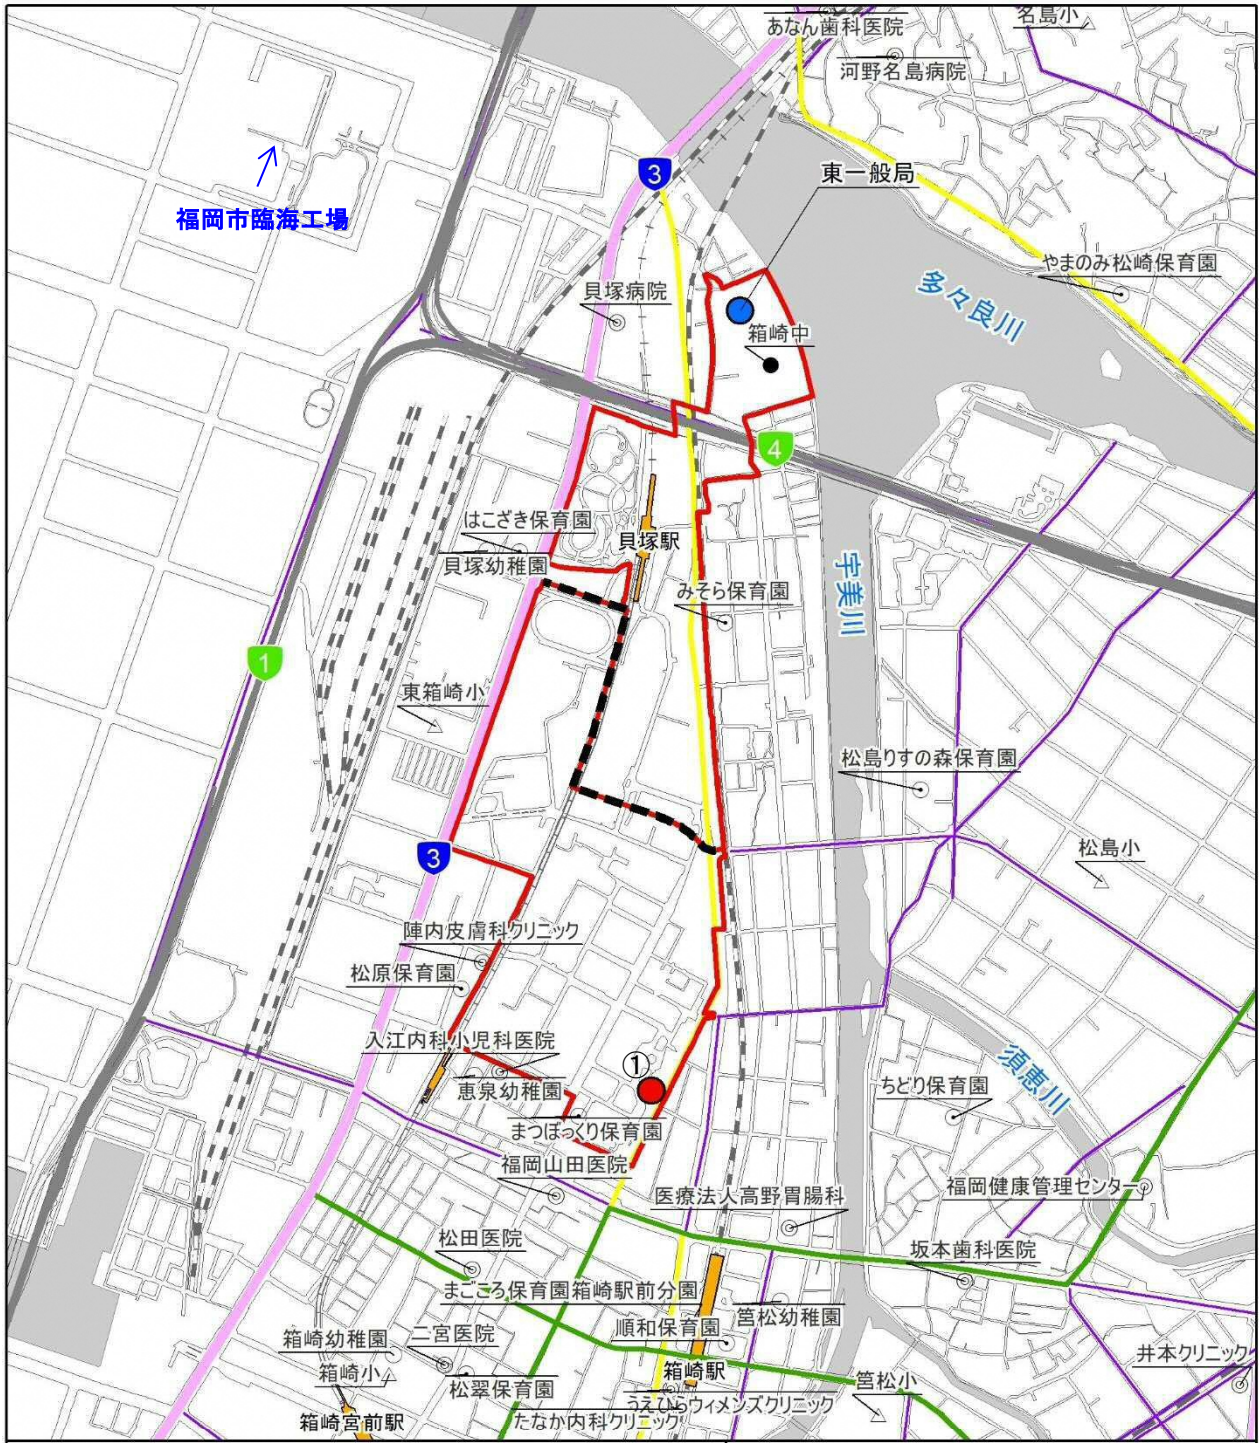 あなん歯科医院
名島小
河野名島病院
3
東一般局
福岡市臨海工場
やまのみ松崎保育園
多々良川
貝塚病院
箱崎中
4
はこざき保育園
貝塚駅
貝塚幼稚園
宇美川
みそら保育園
1
東箱崎小
松島りすの森保育園
3
松島小
陣内皮膚科クリニック
松原保育園
入江内科小児科医院
①
須恵川
恵泉幼稚園
ちどり保育園
まつぼっくり保育園
福岡山田医院
医療法人高野胃腸科
福岡健康管理センター
松田医院
坂本歯科医院
まごころ保育園箱崎駅前分園
筥松幼稚園
箱崎幼稚園
二宮医院
順和保育園
井本クリニック
箱崎小
松翠保育園
箱崎駅
筥松小
うえひらウィメンズクリニック
箱崎宮前駅
たなか内科クリニック